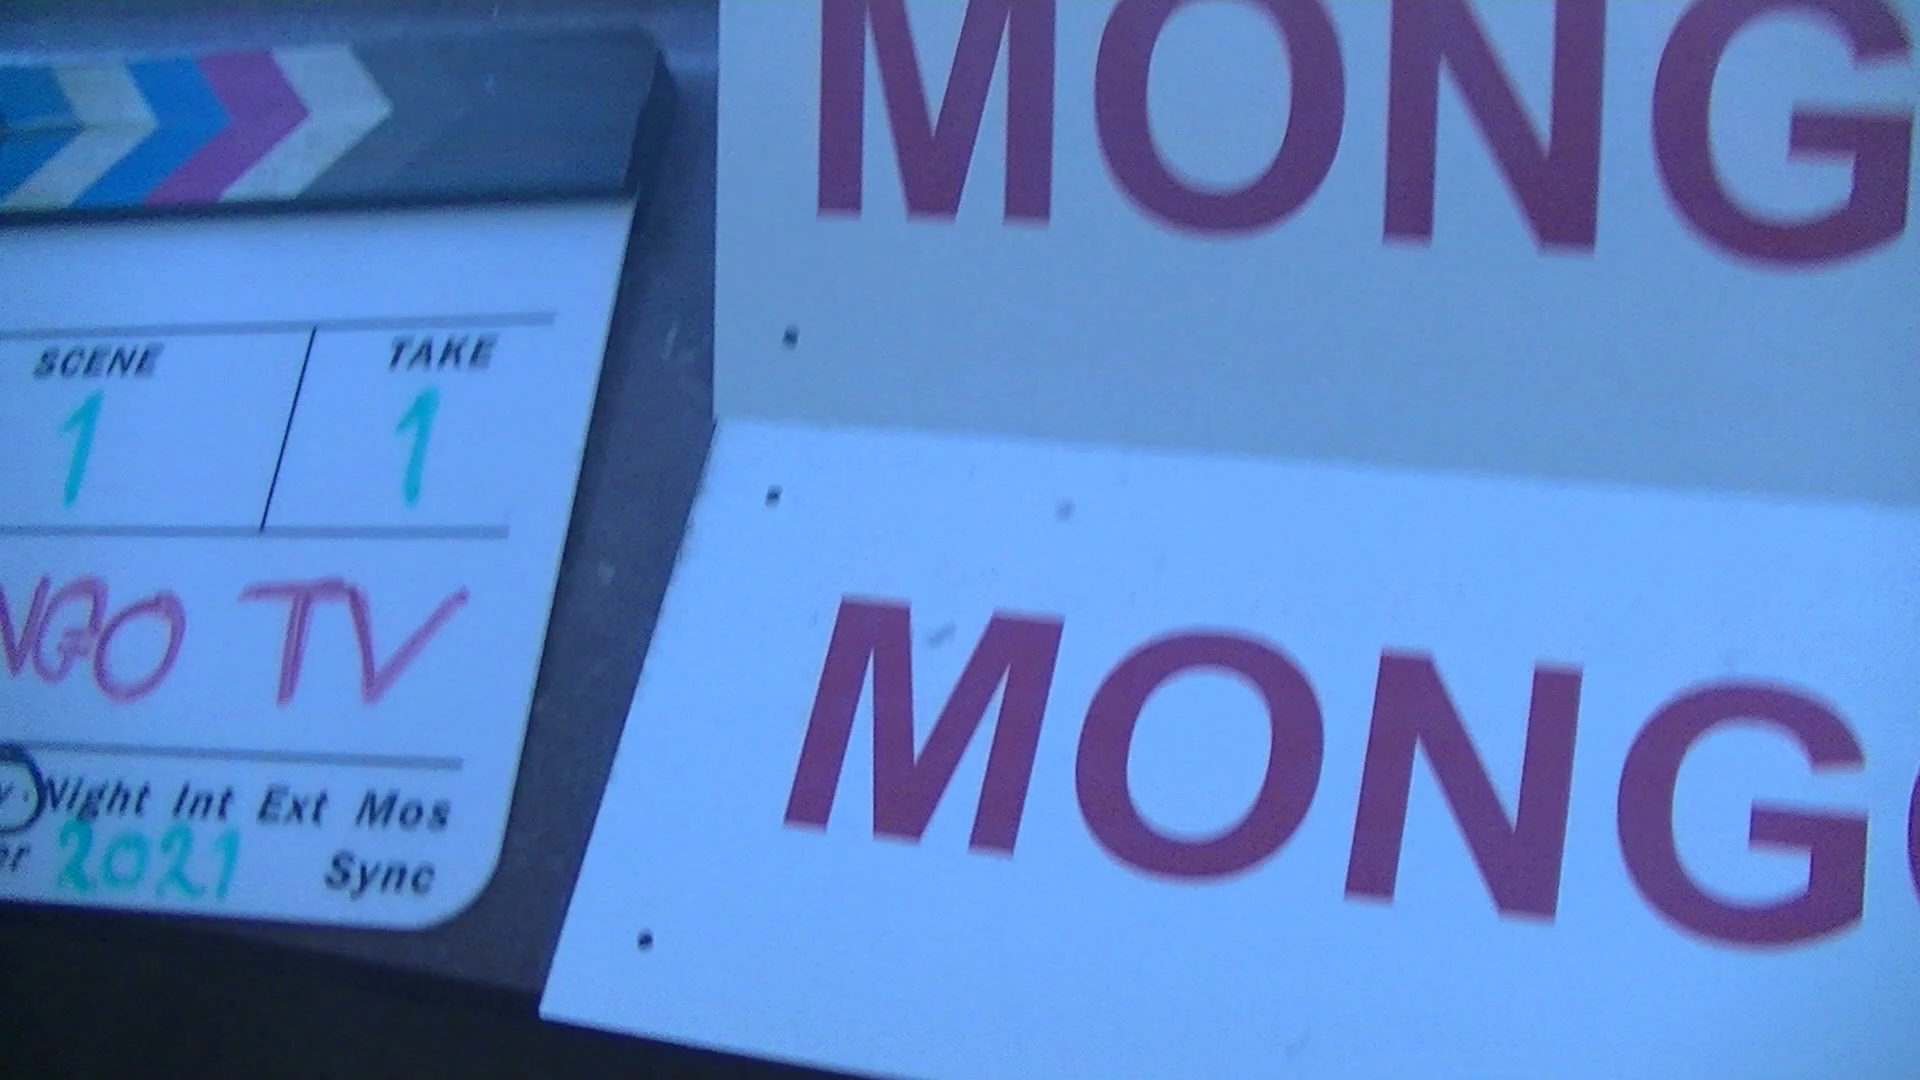 SCENE TAKE
1 1
NGO TV
Night Int Ext Mos
2021 Sync
MONG
MONG